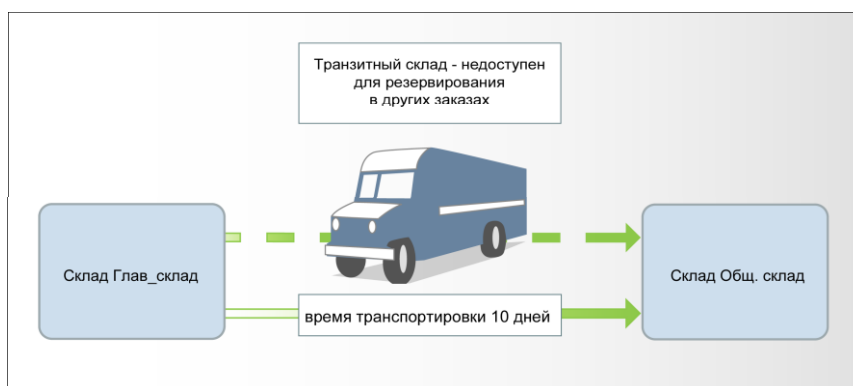 Транзитный склад - недоступен
для резервирования
в других заказах
Склад Глав_склад
Склад Общ. склад
время транспортировки 10 дней